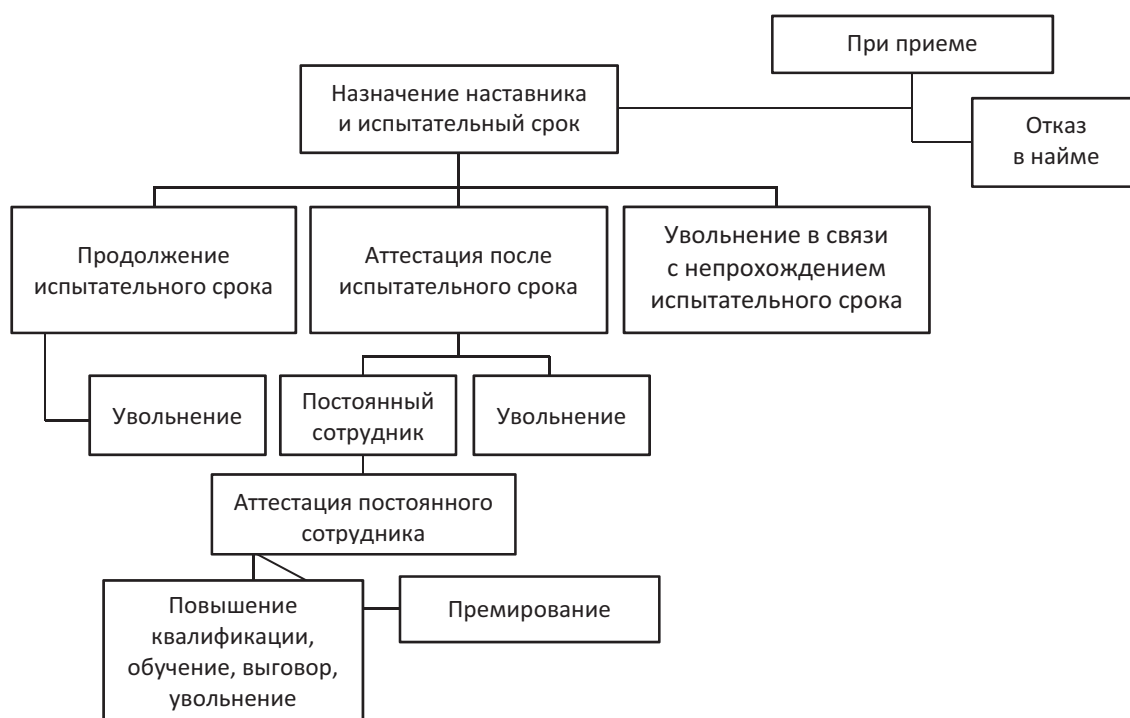 При приеме
Назначение наставника
и испытательный срок
Отказ
в найме
Продолжение
испытательного срока
Аттестация после
испытательного срока
Увольнение в связи
с непрохождением
испытательного срока
Увольнение
Постоянный
сотрудник
Увольнение
Аттестация постоянного
сотрудника
Повышение
квалификации,
обучение, выговор,
увольнение
Премирование